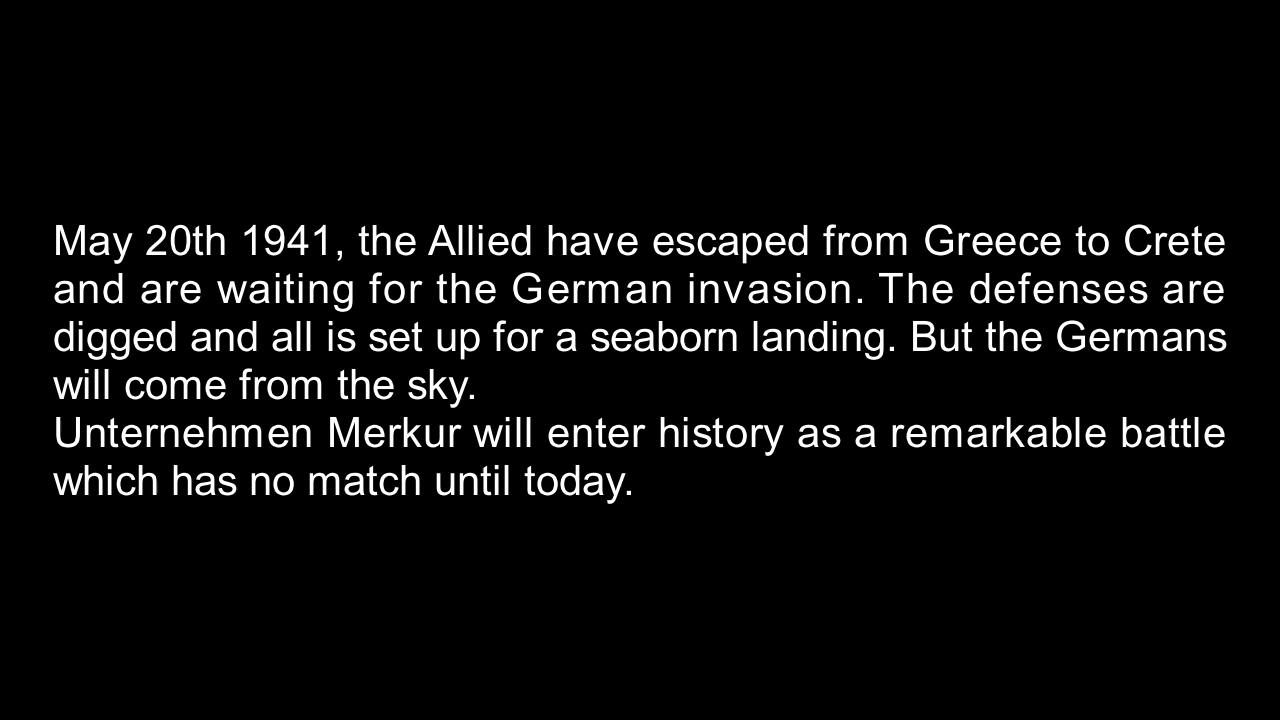 May 20th 1941, the Allied have escaped from Greece to Crete
and are waiting for the German invasion. The defenses are
digged and all is set up for a seaborn landing. But the Germans
will come from the sky.
Unternehmen Merkur will enter history as a remarkable battle
which has no match until today.